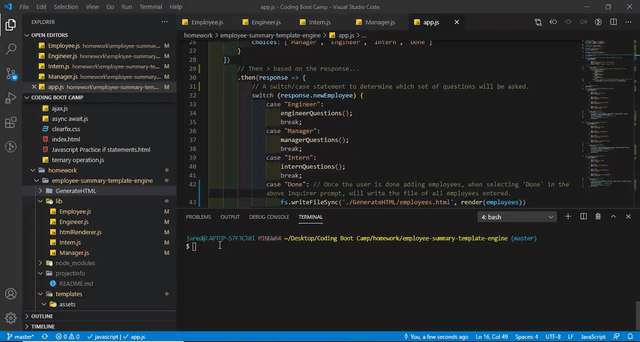 File Edit Selection View Go Run Terminal Help
app.js - Coding Boot Camp - Visual Studio Code
EXPLORER
OPEN EDITORS
Employee.js homework\employee-summary-...
Engineer.js homework\employee-summary-t...
Intern.js homework\employee-summary-te...
Manager.js homework\employee-summary-t...
app.js homework\employee-summary-temp...
CODING BOOT CAMP
ajax.js
async await.js
clearfix.css
index.html
Javascript Practice if statements.html
ternary operation.js
homework
employee-summary-template-engine
GenerateHTML
lib
Employee.js
Engineer.js
htmlRenderer.js
Intern.js
Manager.js
node_modules
projectinfo
README.md
templates
assets
OUTLINE
TIMELINE
Employee.js Engineer.js Intern.js Manager.js app.js
homework > employee-summary-template-engine > app.js > ...
26 choices: ["Manager", "Engineer", "Intern", "Done"]
27 }
28 ])
29 // Then > based on the response...
30 .then(response => {
31 // A switch/case statement to determine which set of questions will be asked.
32 switch (response.newEmployee) {
33 case "Engineer":
34 engineerQuestions();
35 break;
36 case "Manager":
37 managerQuestions();
38 break;
39 case "Intern":
40 internQuestions();
41 break;
42 case "Done": // Once the user is done adding employees, when selecting 'Done' in the
above Inquirer prompt, will write the file of all employees entered.
43 fs.writeFileSync('./GenerateHTML/employees.html', render(employees))
PROBLEMS OUTPUT DEBUG CONSOLE TERMINAL
4: bash
MINGW64 ~/Desktop/Coding Boot Camp/homework/employee-summary-template-engine (master)
$
master* 0 0 javascript | app.js
You, a few seconds ago Ln 16, Col 49 Spaces: 4 UTF-8 LF JavaScript